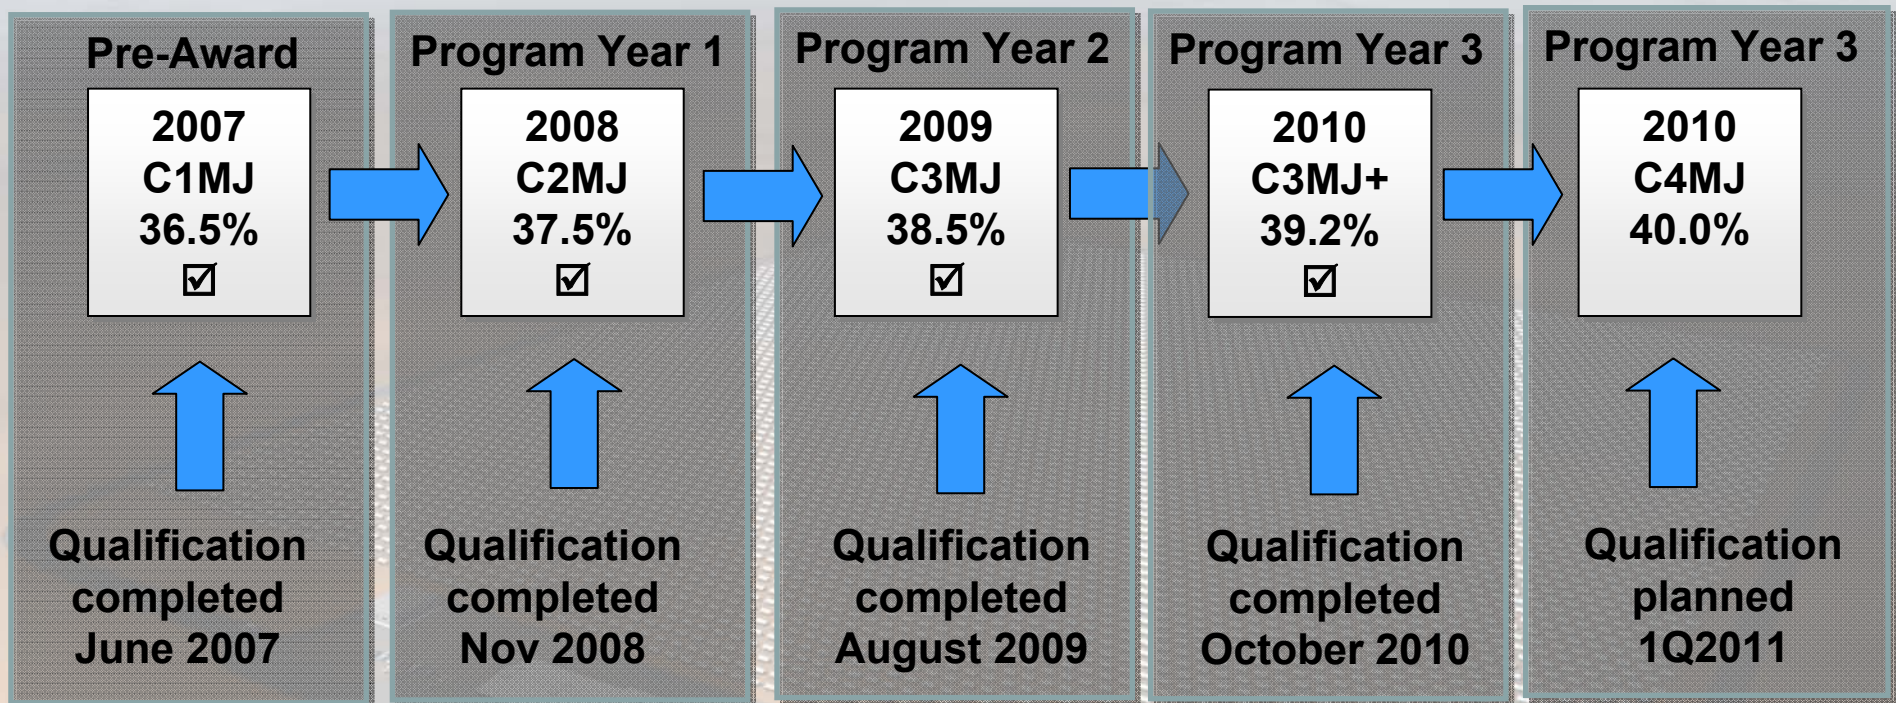 Pre-Award
2007
C1MJ
36.5%
☑
Qualification
completed
June 2007
Program Year 1
2008
C2MJ
37.5%
☑
Qualification
completed
Nov 2008
Program Year 2
2009
C3MJ
38.5%
☑
Qualification
completed
August 2009
Program Year 3
2010
C3MJ+
39.2%
☑
Qualification
completed
October 2010
Program Year 3
2010
C4MJ
40.0%
Qualification
planned
1Q2011